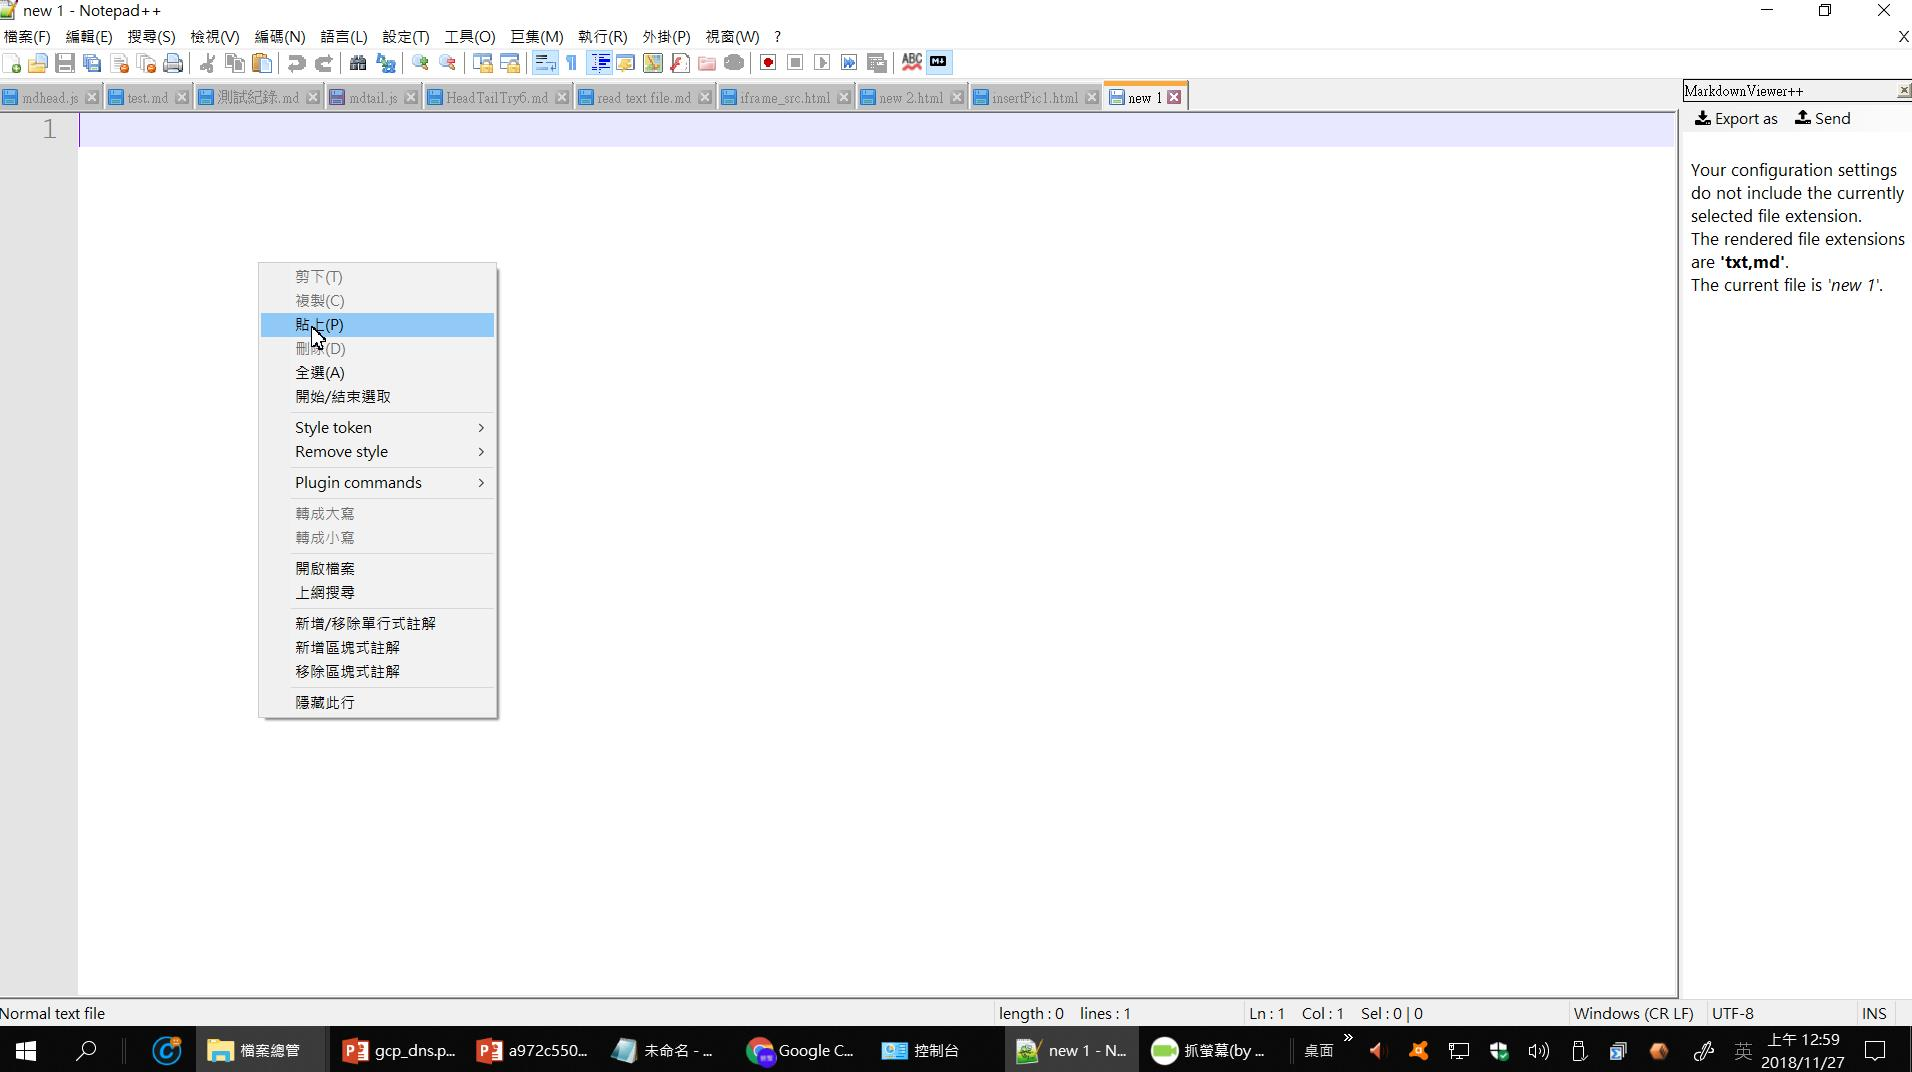 new 1 - Notepad++
檔案(F) 編輯(E) 搜尋(S) 檢視(V) 編碼(N) 語言(L) 設定(T) 工具(O) 巨集(M) 執行(R) 外掛(P) 視窗(W) ? X
ABC M↓
mdhead.js test.md 測試紀錄.md mdtail.js HeadTailTry6.md read text file.md iframe_src.html new 2.html insertPic1.html new 1
MarkdownViewer++
Export as Send
1
Your configuration settings
do not include the currently
selected file extension.
The rendered file extensions
are 'txt,md'.
The current file is 'new 1'.
剪下(T)
複製(C)
貼上(P)
刪除(D)
全選(A)
開始/結束選取
Style token
Remove style
Plugin commands
轉成大寫
轉成小寫
開啟檔案
上網搜尋
新增/移除單行式註解
新增區塊式註解
移除區塊式註解
隱藏此行
Normal text file length : 0 lines : 1 Ln : 1 Col : 1 Sel : 0 | 0 Windows (CR LF) UTF-8 INS
檔案總管 gcp_dns.p... a972c550... 未命名 - ... Google C... 控制台 new 1 - N... 抓螢幕(by ... 桌面 » 英 上午 12:59
2018/11/27